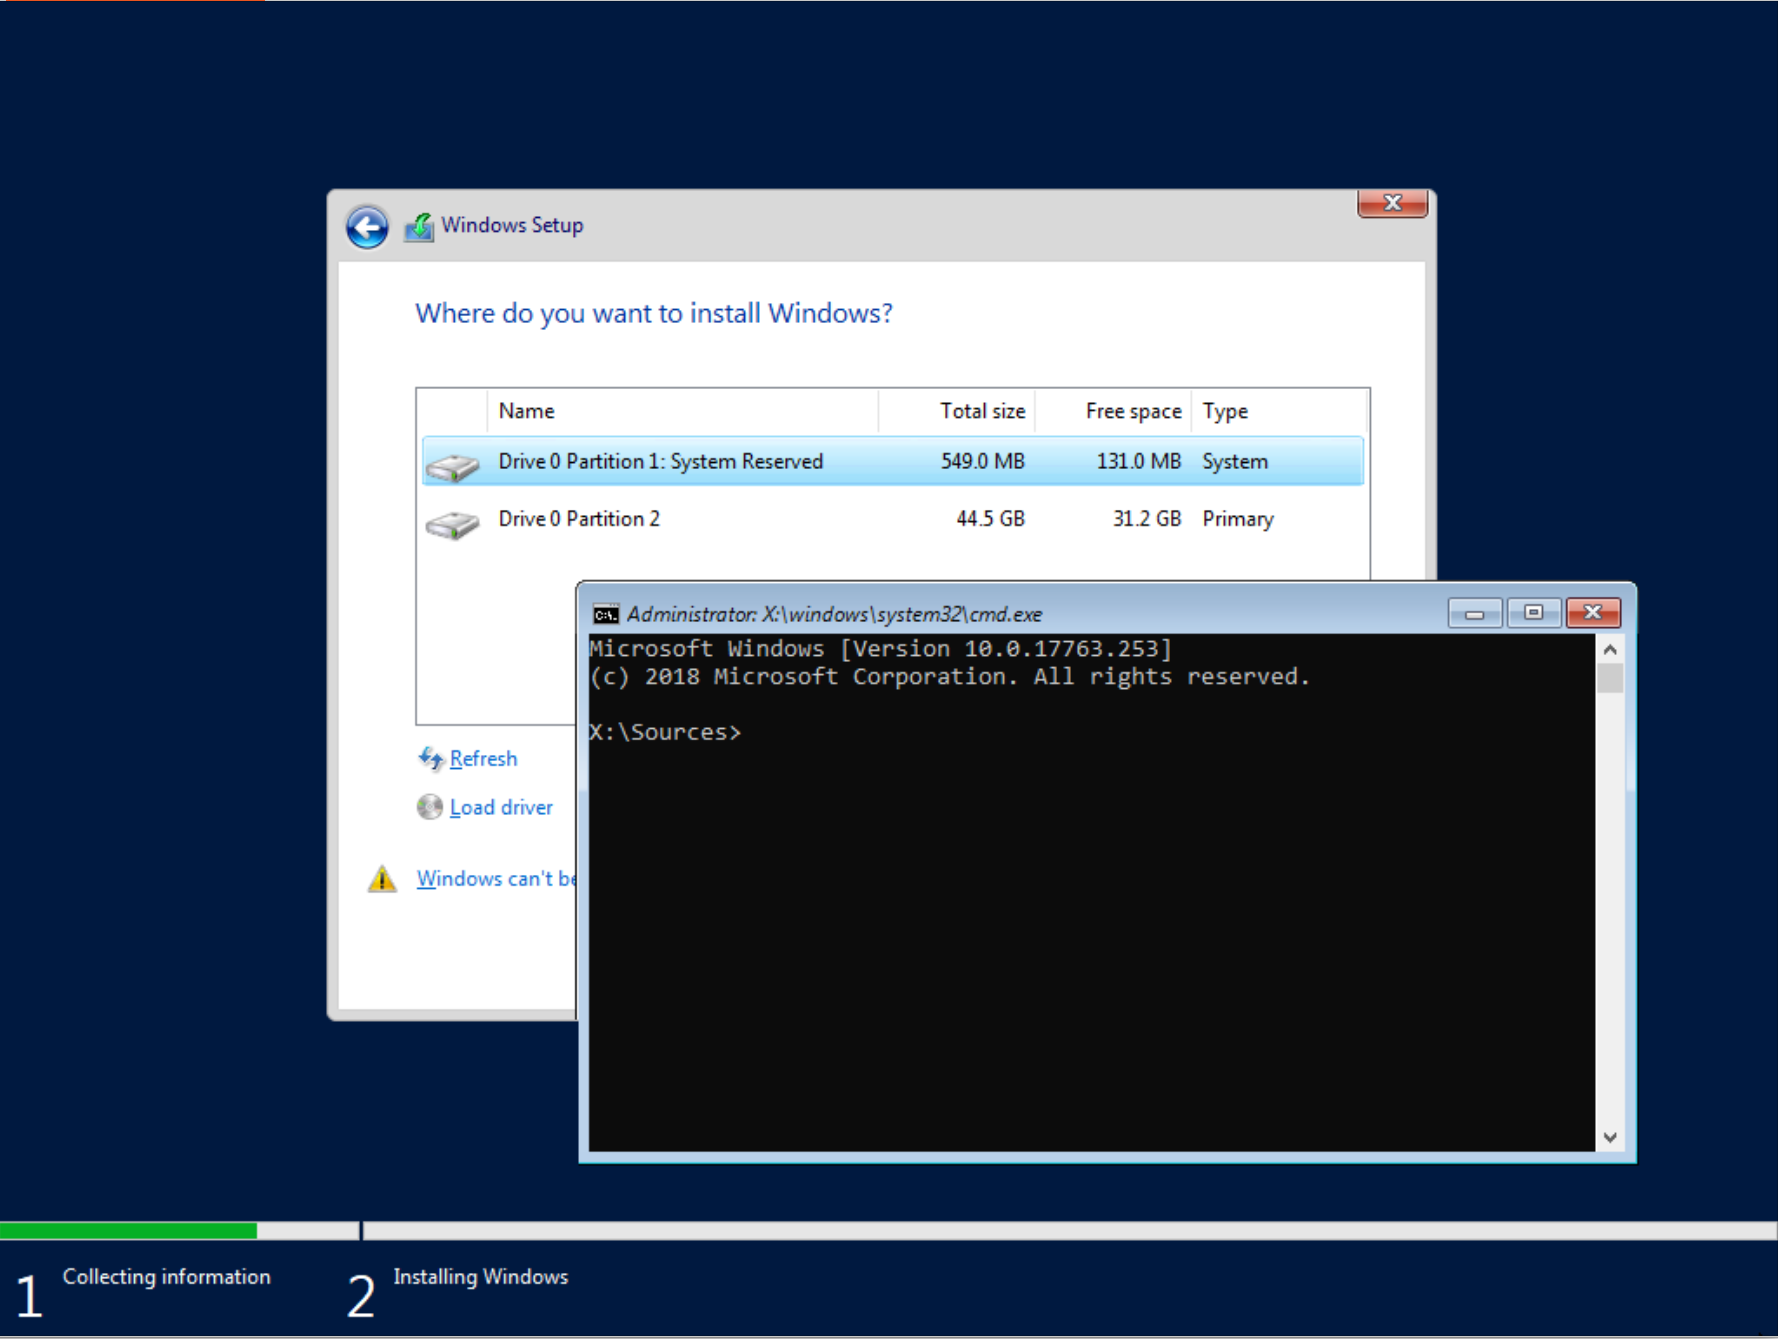 Windows Setup
Where do you want to install Windows?
Name Total size Free space Type
Drive 0 Partition 1: System Reserved 549.0 MB 131.0 MB System
Drive 0 Partition 2 44.5 GB 31.2 GB Primary
Refresh
Load driver
Windows can't be
Administrator: X:\windows\system32\cmd.exe
Microsoft Windows [Version 10.0.17763.253]
(c) 2018 Microsoft Corporation. All rights reserved.
X:\Sources>
1 Collecting information
2 Installing Windows